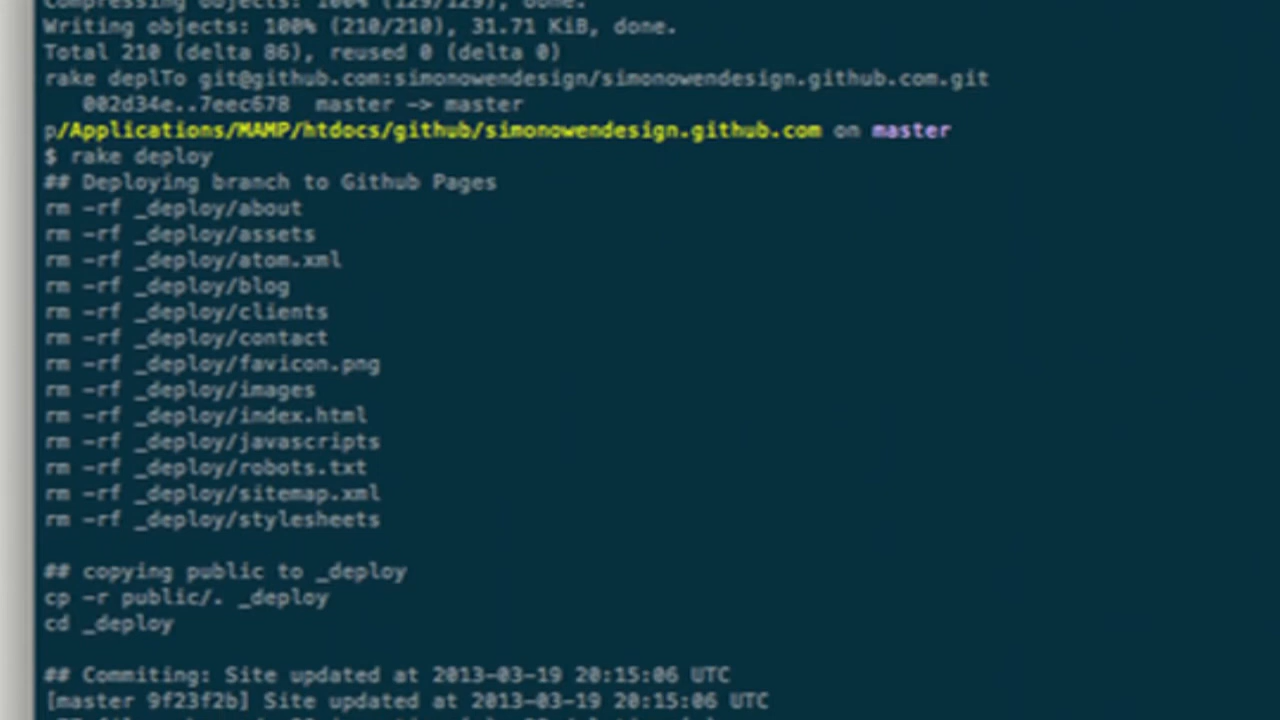 Compressing objects: 100% (129/129), done.
Writing objects: 100% (210/210), 31.71 KiB, done.
Total 210 (delta 86), reused 0 (delta 0)
rake deplTo git@github.com:simonowendesign/simonowendesign.github.com.git
   002d34e..7eec678  master -> master
p/Applications/MAMP/htdocs/github/simonowendesign.github.com on master
$ rake deploy
## Deploying branch to Github Pages
rm -rf _deploy/about
rm -rf _deploy/assets
rm -rf _deploy/atom.xml
rm -rf _deploy/blog
rm -rf _deploy/clients
rm -rf _deploy/contact
rm -rf _deploy/favicon.png
rm -rf _deploy/images
rm -rf _deploy/index.html
rm -rf _deploy/javascripts
rm -rf _deploy/robots.txt
rm -rf _deploy/sitemap.xml
rm -rf _deploy/stylesheets
## copying public to _deploy
cp -r public/. _deploy
cd _deploy
## Commiting: Site updated at 2013-03-19 20:15:06 UTC
[master 9f23f2b] Site updated at 2013-03-19 20:15:06 UTC